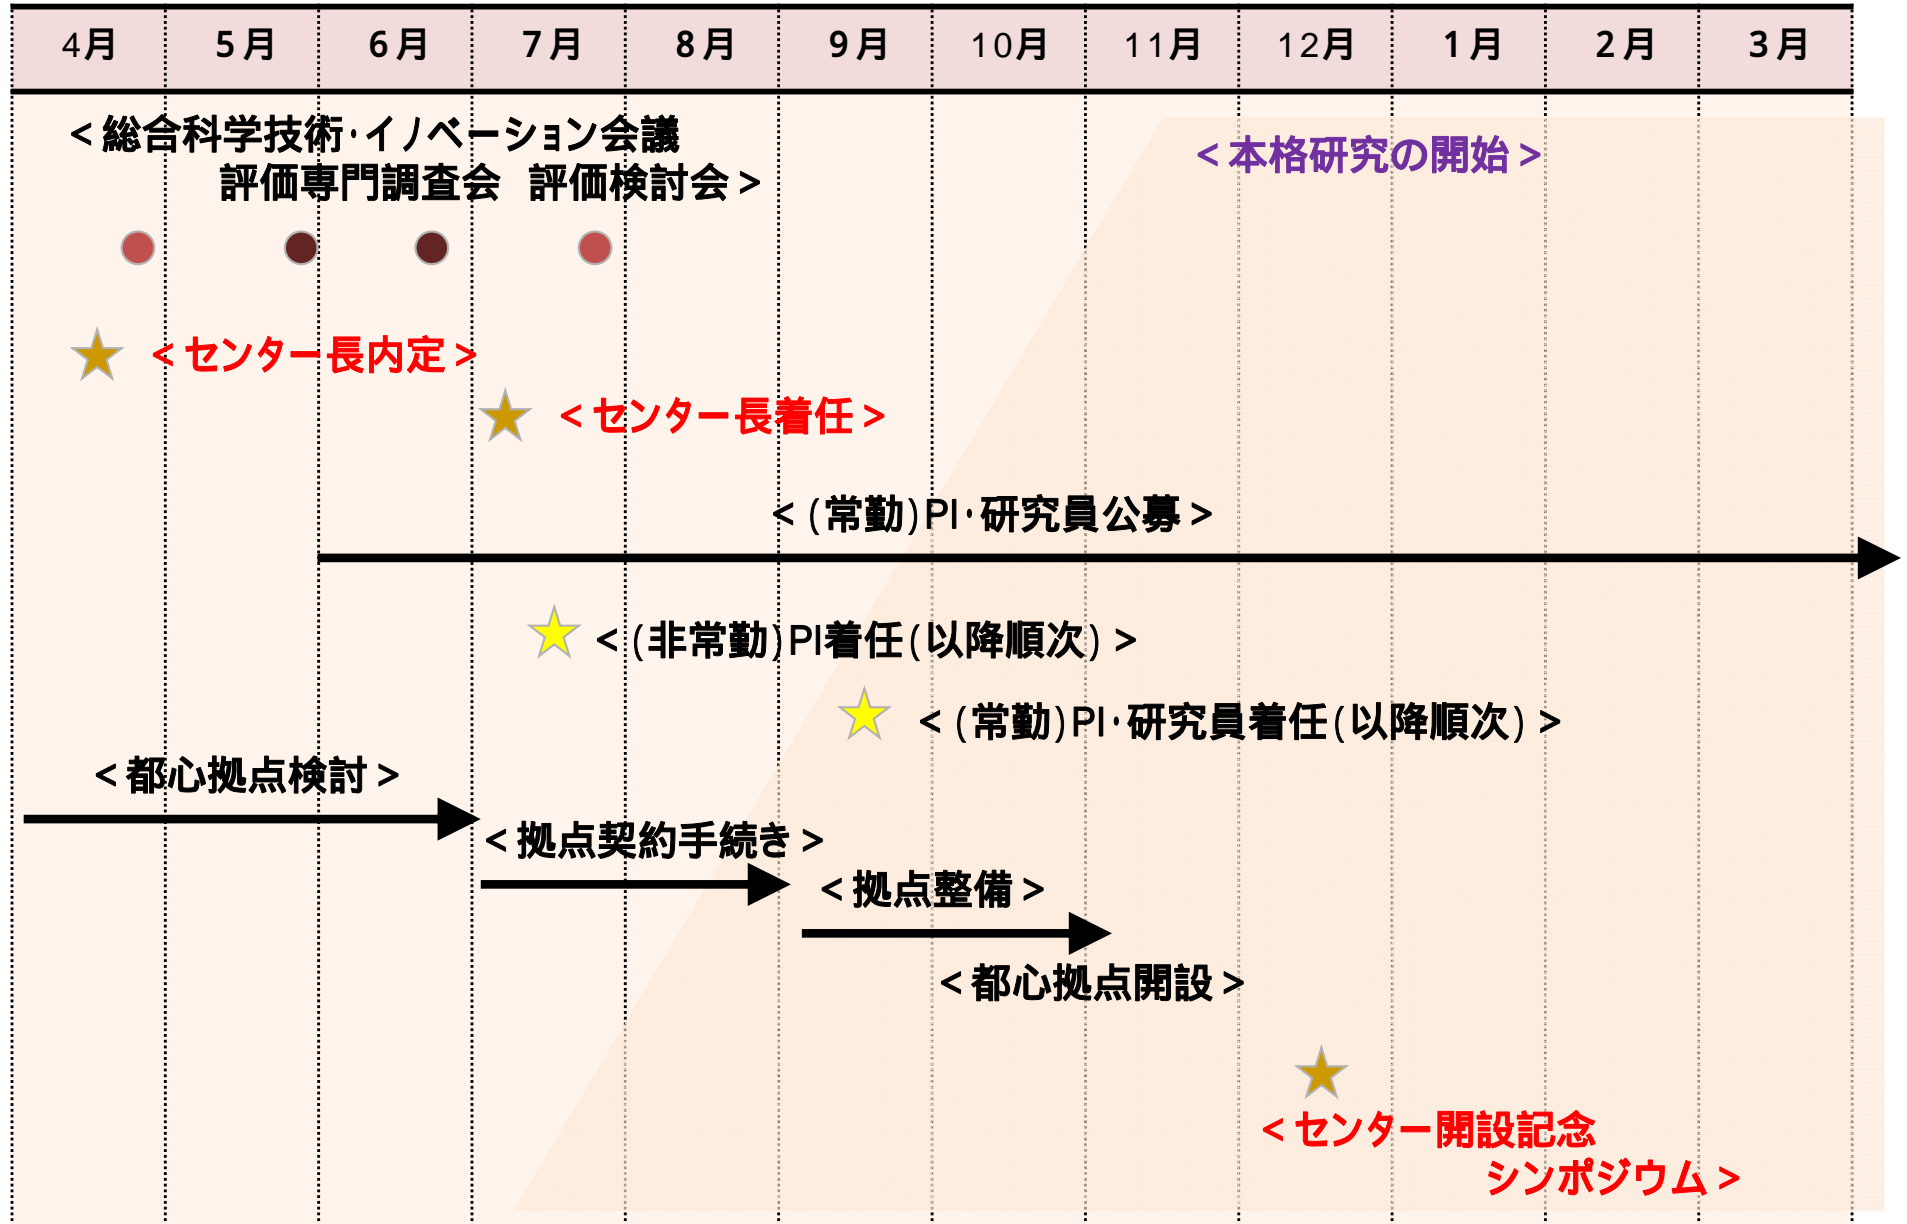 4月 5月 6月 7月 8月 9月 10月 11月 12月 1月 2月 3月
<総合科学技術・イノベーション会議
評価専門調査会 評価検討会>
<本格研究の開始>
<センター長内定>
<センター長着任>
<(常勤)PI・研究員公募>
<(非常勤)PI着任(以降順次)>
<(常勤)PI・研究員着任(以降順次)>
<都心拠点検討>
<拠点契約手続き>
<拠点整備>
<都心拠点開設>
<センター開設記念
シンポジウム>